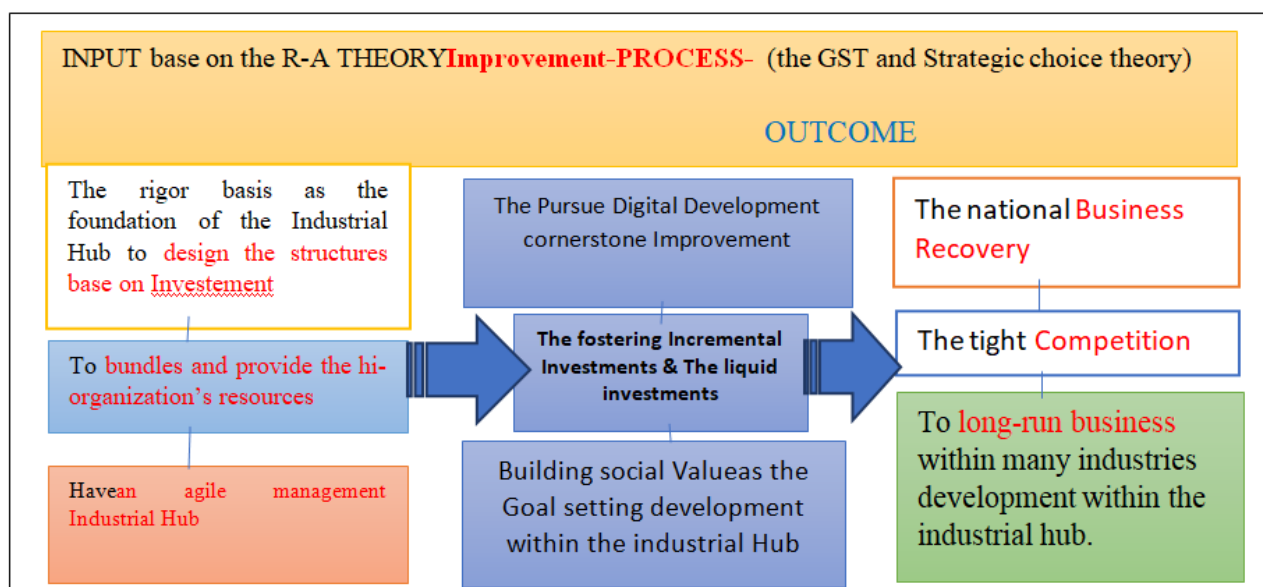 INPUT base on the R-A THEORYImprovement-PROCESS- (the GST and Strategic choice theory)
OUTCOME
The rigor basis as the
foundation of the Industrial
Hub to design the structures
base on Investement
To bundles and provide the hi-
organization's resources
Havean agile management
Industrial Hub
The Pursue Digital Development
cornerstone Improvement
The fostering Incremental
Investments & The liquid
investments
Building social Valueas the
Goal setting development
within the industrial Hub
The national Business
Recovery
The tight Competition
To long-run business
within many industries
development within the
industrial hub.